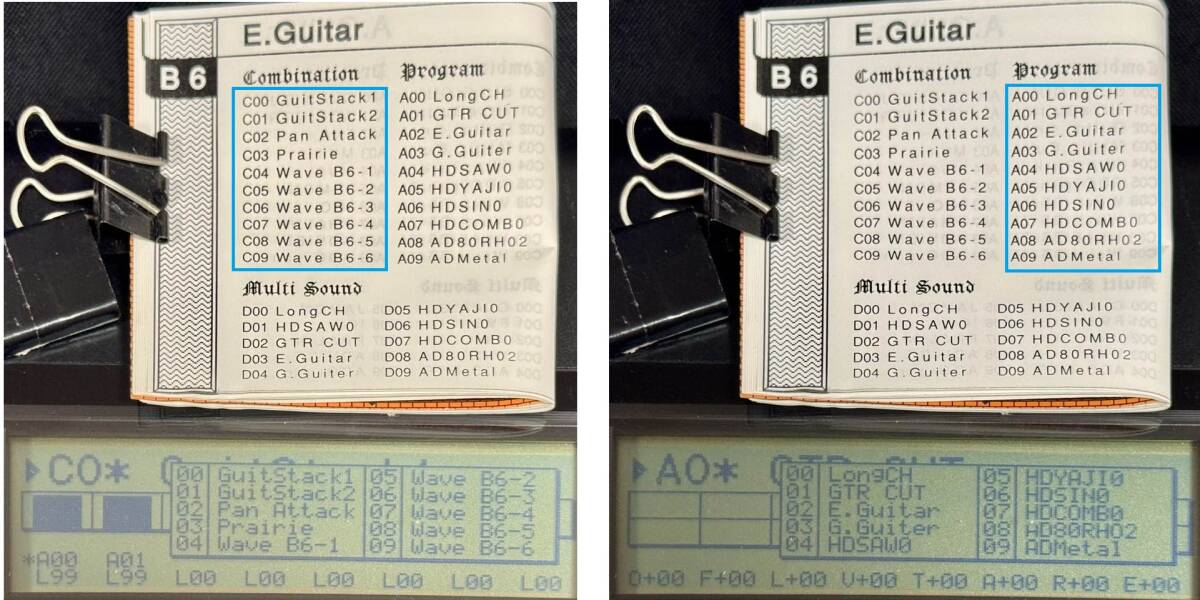 E.Guitar
B6
Combination
C00 GuitStack1
C01 GuitStack2
C02 Pan Attack
C03 Prairie
C04 Wave B6-1
C05 Wave B6-2
C06 Wave B6-3
C07 Wave B6-4
C08 Wave B6-5
C09 Wave B6-6
Program
A00 LongCH
A01 GTR CUT
A02 E.Guitar
A03 G.Guiter
A04 HDSAW0
A05 HDYAJI0
A06 HDSIN0
A07 HDCOMB0
A08 AD80RH02
A09 ADMetal
Multi Sound
D00 LongCH
D01 HDSAW0
D02 GTR CUT
D03 E.Guitar
D04 G.Guiter
D05 HDYAJI0
D06 HDSIN0
D07 HDCOMB0
D08 AD80RH02
D09 ADMetal
C0*
00 GuitStack1 05 Wave B6-2
01 GuitStack2 06 Wave B6-3
02 Pan Attack 07 Wave B6-4
03 Prairie 08 Wave B6-5
04 Wave B6-1 09 Wave B6-6
*A00 A01
L99 L99 L00 L00 L00 L00 L00 L00
E.Guitar
B6
Combination
C00 GuitStack1
C01 GuitStack2
C02 Pan Attack
C03 Prairie
C04 Wave B6-1
C05 Wave B6-2
C06 Wave B6-3
C07 Wave B6-4
C08 Wave B6-5
C09 Wave B6-6
Program
A00 LongCH
A01 GTR CUT
A02 E.Guitar
A03 G.Guiter
A04 HDSAW0
A05 HDYAJI0
A06 HDSIN0
A07 HDCOMB0
A08 AD80RH02
A09 ADMetal
Multi Sound
D00 LongCH
D01 HDSAW0
D02 GTR CUT
D03 E.Guitar
D04 G.Guiter
D05 HDYAJI0
D06 HDSIN0
D07 HDCOMB0
D08 AD80RH02
D09 ADMetal
A0*
00 LongCH 05 HDYAJI0
01 GTR CUT 06 HDSIN0
02 E.Guitar 07 HDCOMB0
03 G.Guiter 08 AD80RH02
04 HDSAW0 09 ADMetal
O+00 F+00 L+00 V+00 T+00 A+00 R+00 E+00